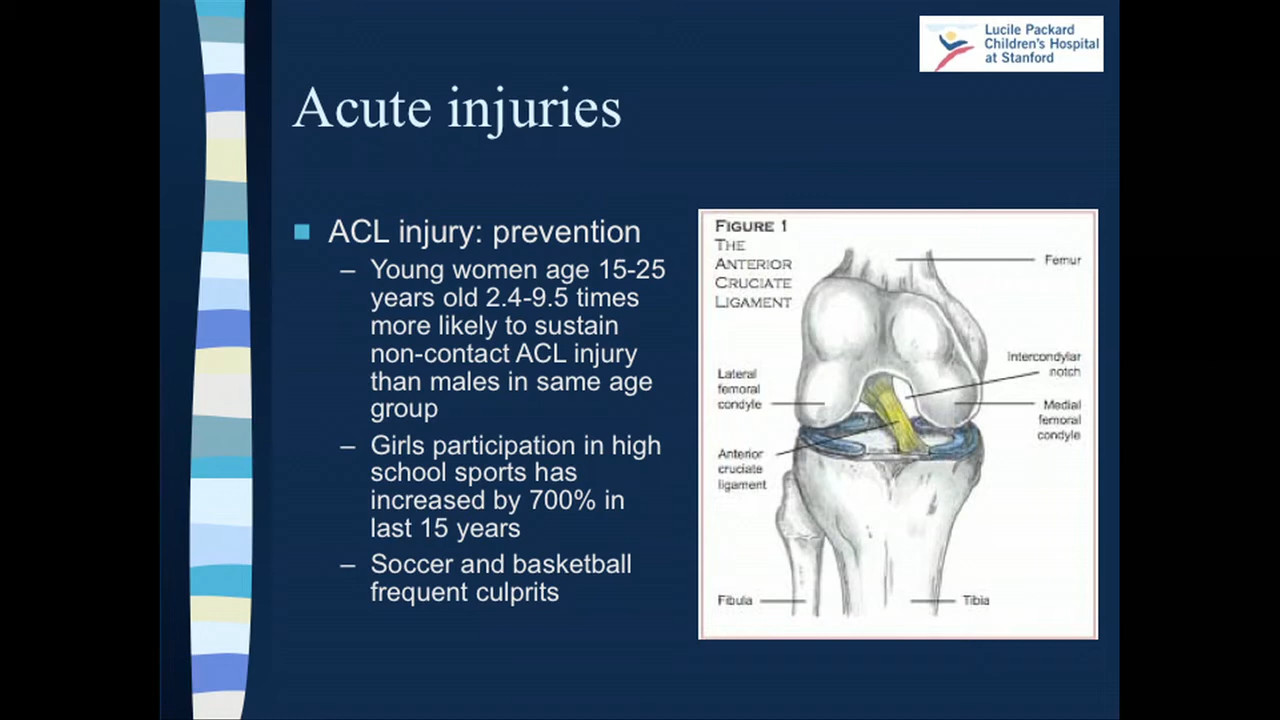 Lucile Packard
Children's Hospital
at Stanford
Acute injuries
ACL injury: prevention
– Young women age 15-25
years old 2.4-9.5 times
more likely to sustain
non-contact ACL injury
than males in same age
group
– Girls participation in high
school sports has
increased by 700% in
last 15 years
– Soccer and basketball
frequent culprits
FIGURE 1
THE
ANTERIOR
CRUCIATE
LIGAMENT
Femur
Intercondylar
notch
Lateral
femoral
condyle
Medial
femoral
condyle
Anterior
cruciate
ligament
Fibula
Tibia